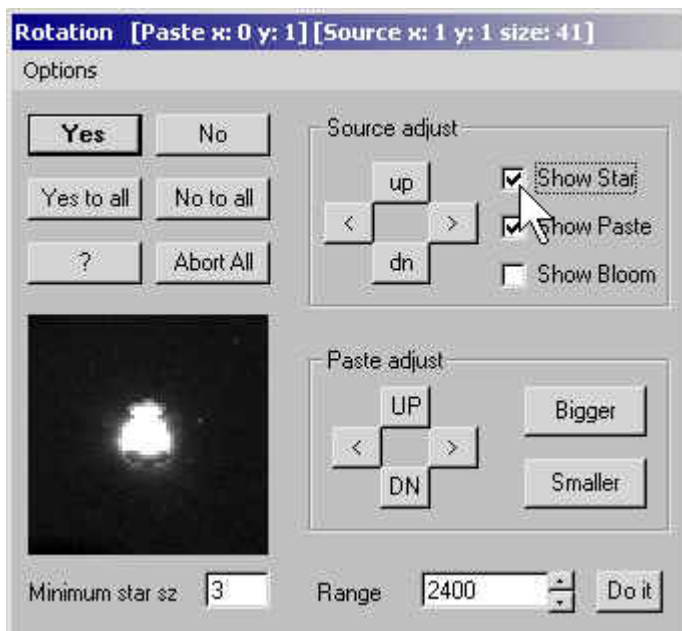 Rotation [Paste x: 0 y: 1] [Source x: 1 y: 1 size: 41]
Options
Yes
No
Yes to all
No to all
?
Abort All
Source adjust
up
<
>
dn
Show Star
Show Paste
Show Bloom
Paste adjust
UP
<
>
DN
Bigger
Smaller
Minimum star sz 3
Range 2400
Do it